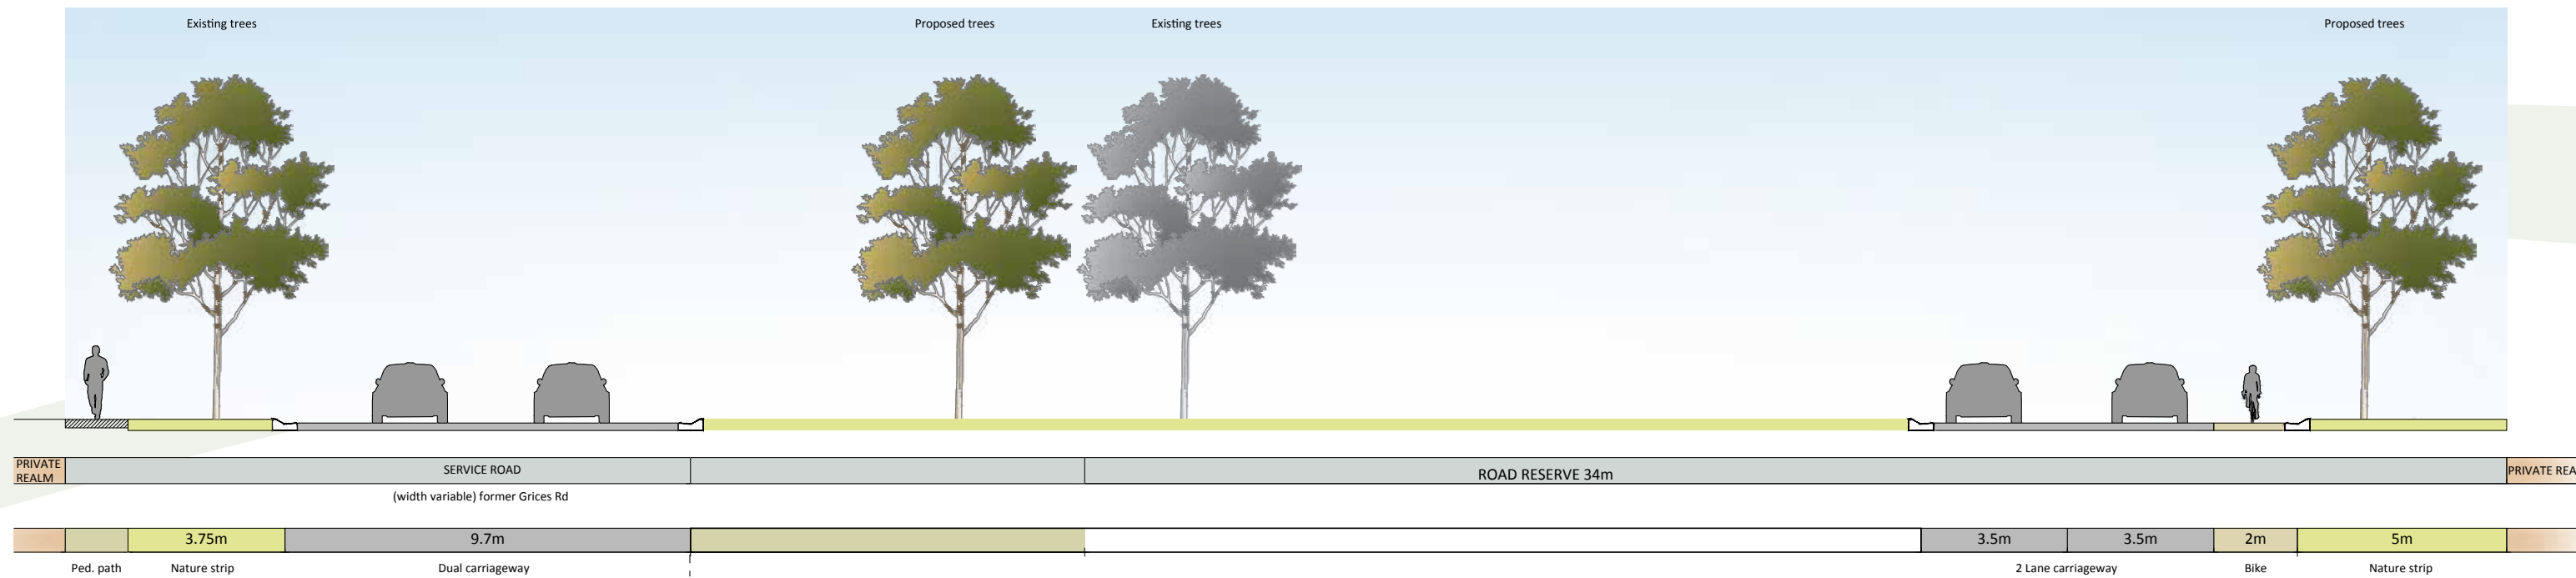 Existing trees
Proposed trees
Existing trees
Proposed trees
PRIVATE
REALM
SERVICE ROAD
ROAD RESERVE 34m
PRIVATE REA
(width variable) former Grices Rd
3.75m
9.7m
3.5m
3.5m
2m
5m
Ped. path
Nature strip
Dual carriageway
2 Lane carriageway
Bike
Nature strip